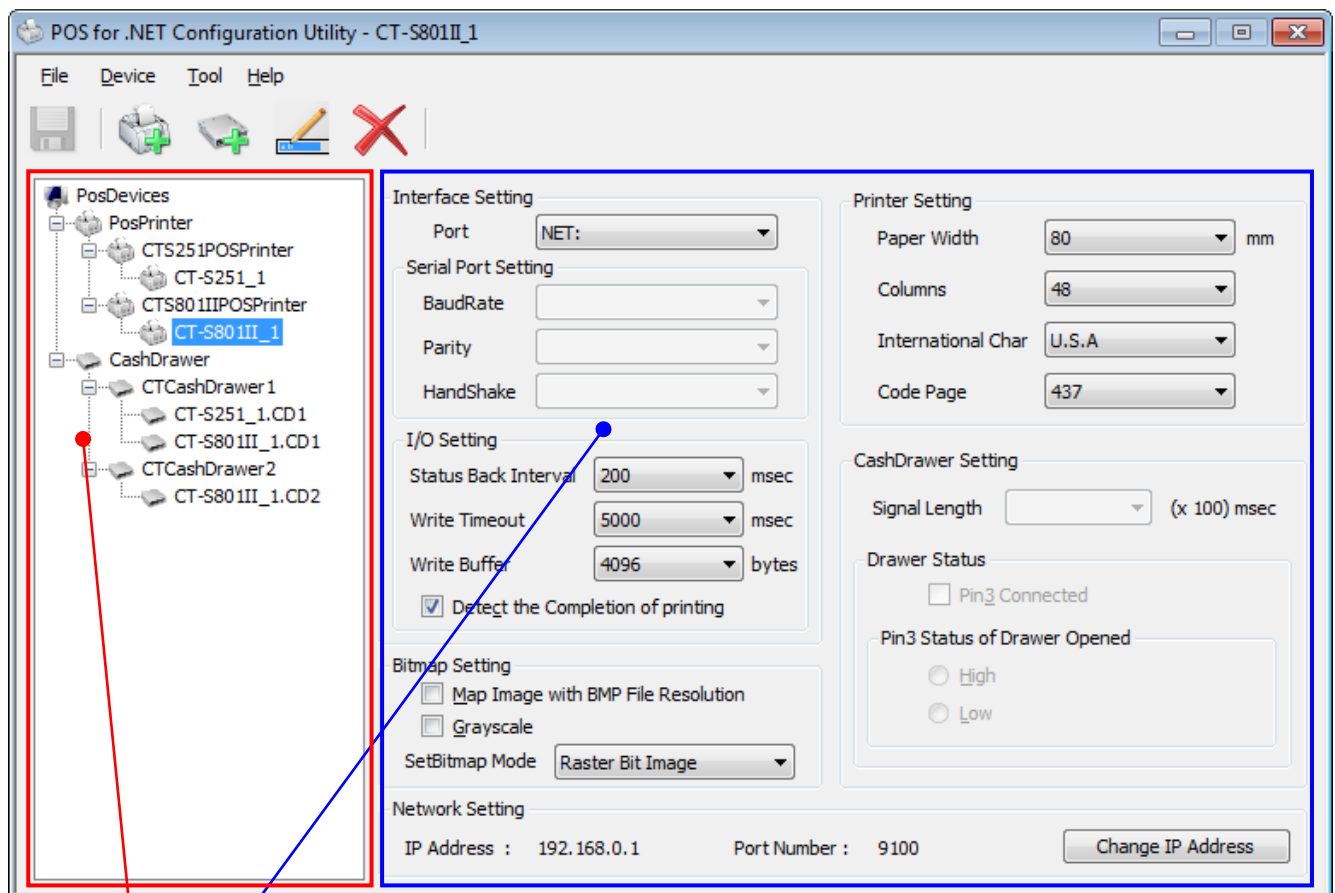 POS for .NET Configuration Utility - CT-S801II_1
File Device Tool Help
PosDevices
PosPrinter
CTS251POSPrinter
CT-S251_1
CTS801IIPOSPrinter
CT-S801II_1
CashDrawer
CTCashDrawer1
CT-S251_1.CD1
CT-S801II_1.CD1
CTCashDrawer2
CT-S801II_1.CD2
Interface Setting
Port NET:
Serial Port Setting
BaudRate
Parity
HandShake
I/O Setting
Status Back Interval 200 msec
Write Timeout 5000 msec
Write Buffer 4096 bytes
Detect the Completion of printing
Bitmap Setting
Map Image with BMP File Resolution
Grayscale
SetBitmap Mode Raster Bit Image
Printer Setting
Paper Width 80 mm
Columns 48
International Char U.S.A
Code Page 437
CashDrawer Setting
Signal Length (x 100) msec
Drawer Status
Pin3 Connected
Pin3 Status of Drawer Opened
High
Low
Network Setting
IP Address : 192.168.0.1 Port Number : 9100 Change IP Address